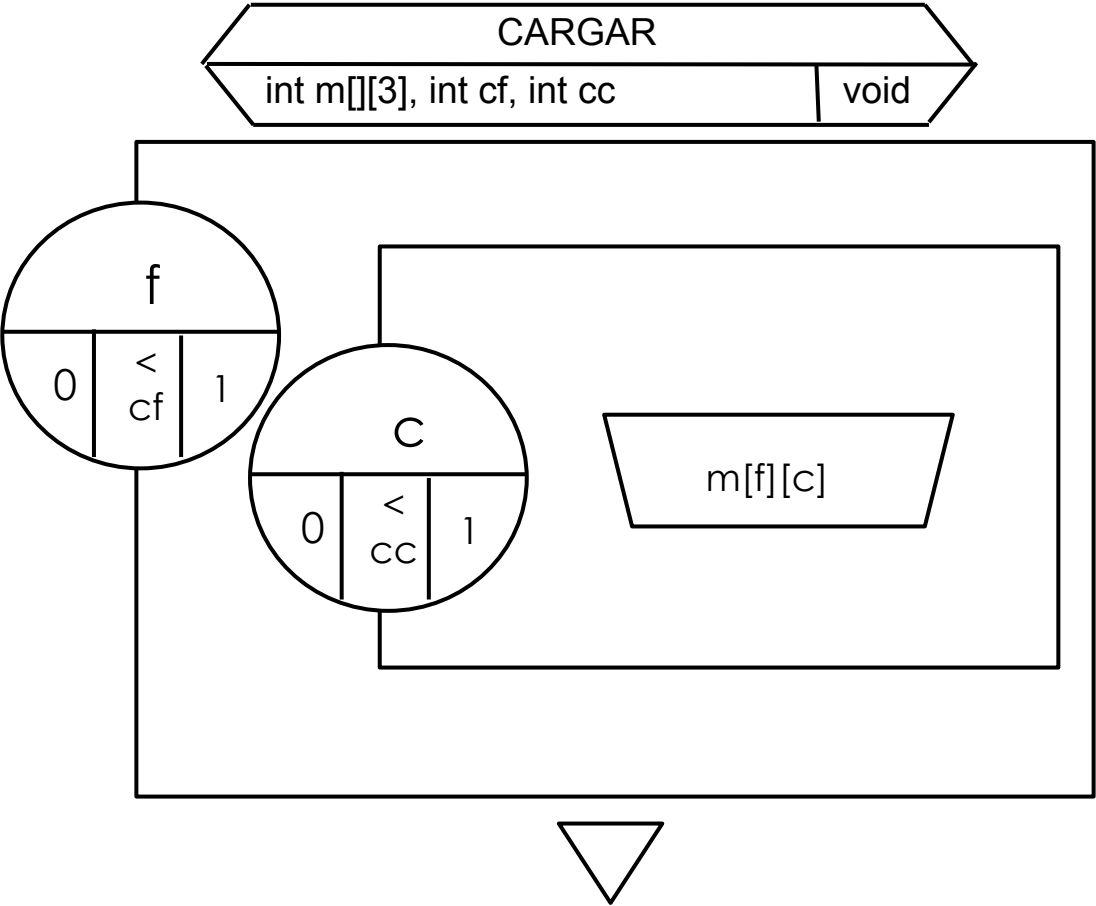 CARGAR
int m[][3], int cf, int cc void
f
0 < cf 1
c
0 < cc 1
m[f][c]